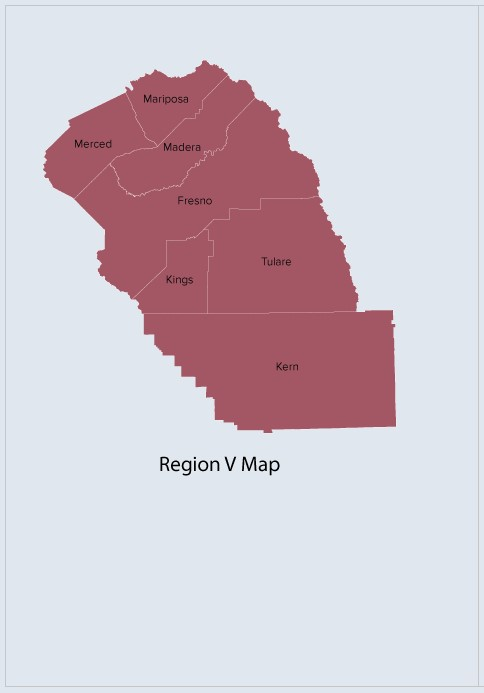 Mariposa
Merced
Madera
Fresno
Tulare
Kings
Kern
Region V Map